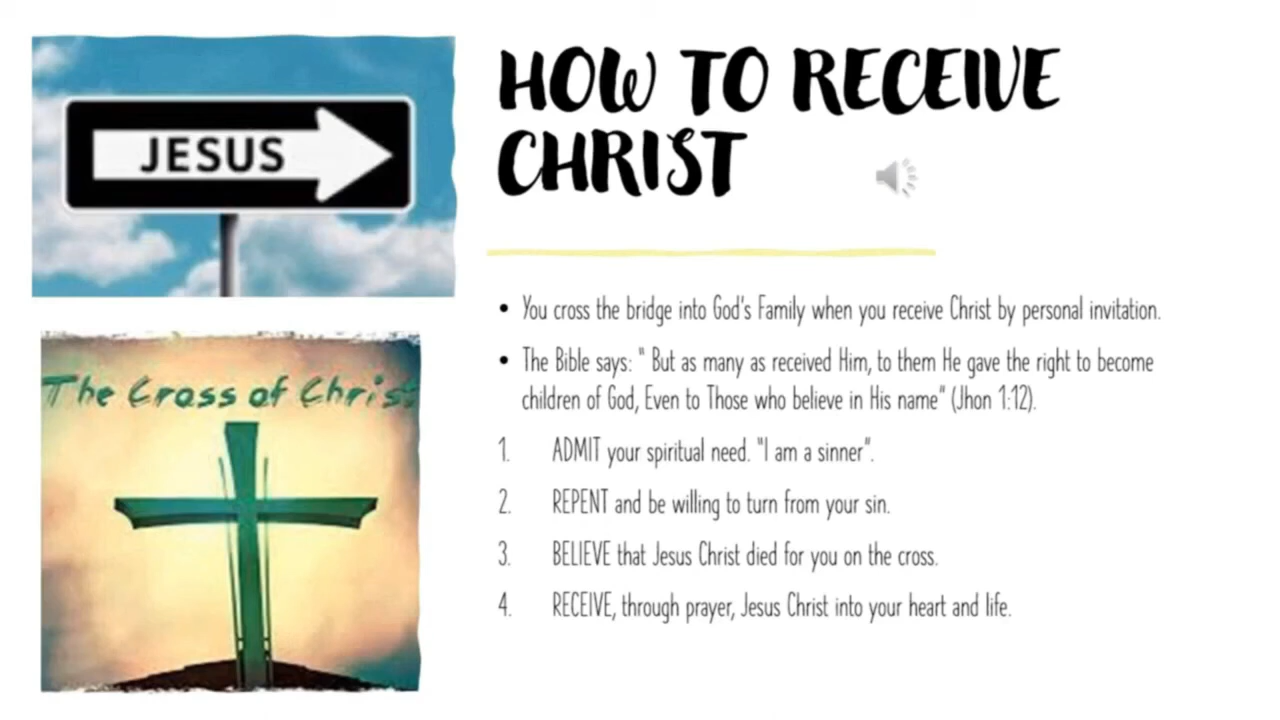 JESUS
The Cross of Christ
HOW TO RECEIVE
CHRIST
• You cross the bridge into God's Family when you receive Christ by personal invitation.
• The Bible says: " But as many as received Him, to them He gave the right to become
children of God, Even to Those who believe in His name" (Jhon 1:12).
1. ADMIT your spiritual need. "I am a sinner".
2. REPENT and be willing to turn from your sin.
3. BELIEVE that Jesus Christ died for you on the cross.
4. RECEIVE, through prayer, Jesus Christ into your heart and life.